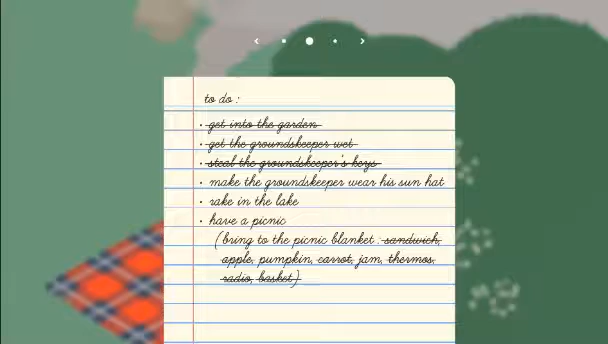 to do:
· get into the garden
· get the groundskeeper wet
· steal the groundskeeper's keys
· make the groundskeeper wear his sun hat
· rake in the lake
· have a picnic
(bring to the picnic blanket: sandwich,
apple, pumpkin, carrot, jam, thermos,
radio, basket)